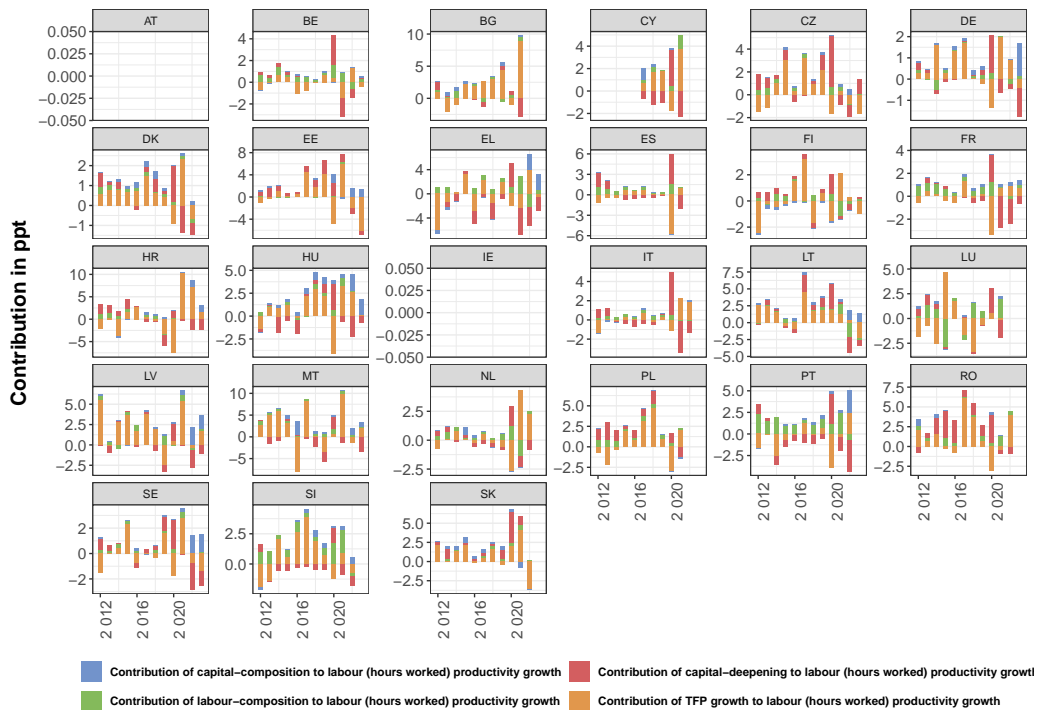 AT BE BG CY CZ DE
0.050 0.025 0.000 −0.025 −0.050
4 2 0 −2
10 5 0
4 2 0 −2
4 2 0 −2
2 1 0 −1
DK EE EL ES FI FR
2 1 0 −1
8 4 0 −4
4 0 −4
6 3 0 −3 −6
4 2 0 −2
4 2 0 −2
Contribution in ppt
HR HU IE IT LT LU
10 5 0 −5
5.0 2.5 0.0 −2.5
0.050 0.025 0.000 −0.025 −0.050
4 2 0 −2
7.5 5.0 2.5 0.0 −2.5 −5.0
4 2 0 −2
LV MT NL PL PT RO
5.0 2.5 0.0 −2.5
10 5 0 −5
2.5 0.0 −2.5
5.0 2.5 0.0 −2.5
5.0 2.5 0.0 −2.5
7.5 5.0 2.5 0.0 −2.5
SE SI SK
2 0 −2
2.5 0.0
5.0 2.5 0.0 −2.5
2 012 2 016 2 020
2 012 2 016 2 020
2 012 2 016 2 020
2 012 2 016 2 020
2 012 2 016 2 020
2 012 2 016 2 020
Contribution of capital−composition to labour (hours worked) productivity growth
Contribution of capital−deepening to labour (hours worked) productivity growth
Contribution of labour−composition to labour (hours worked) productivity growth
Contribution of TFP growth to labour (hours worked) productivity growth